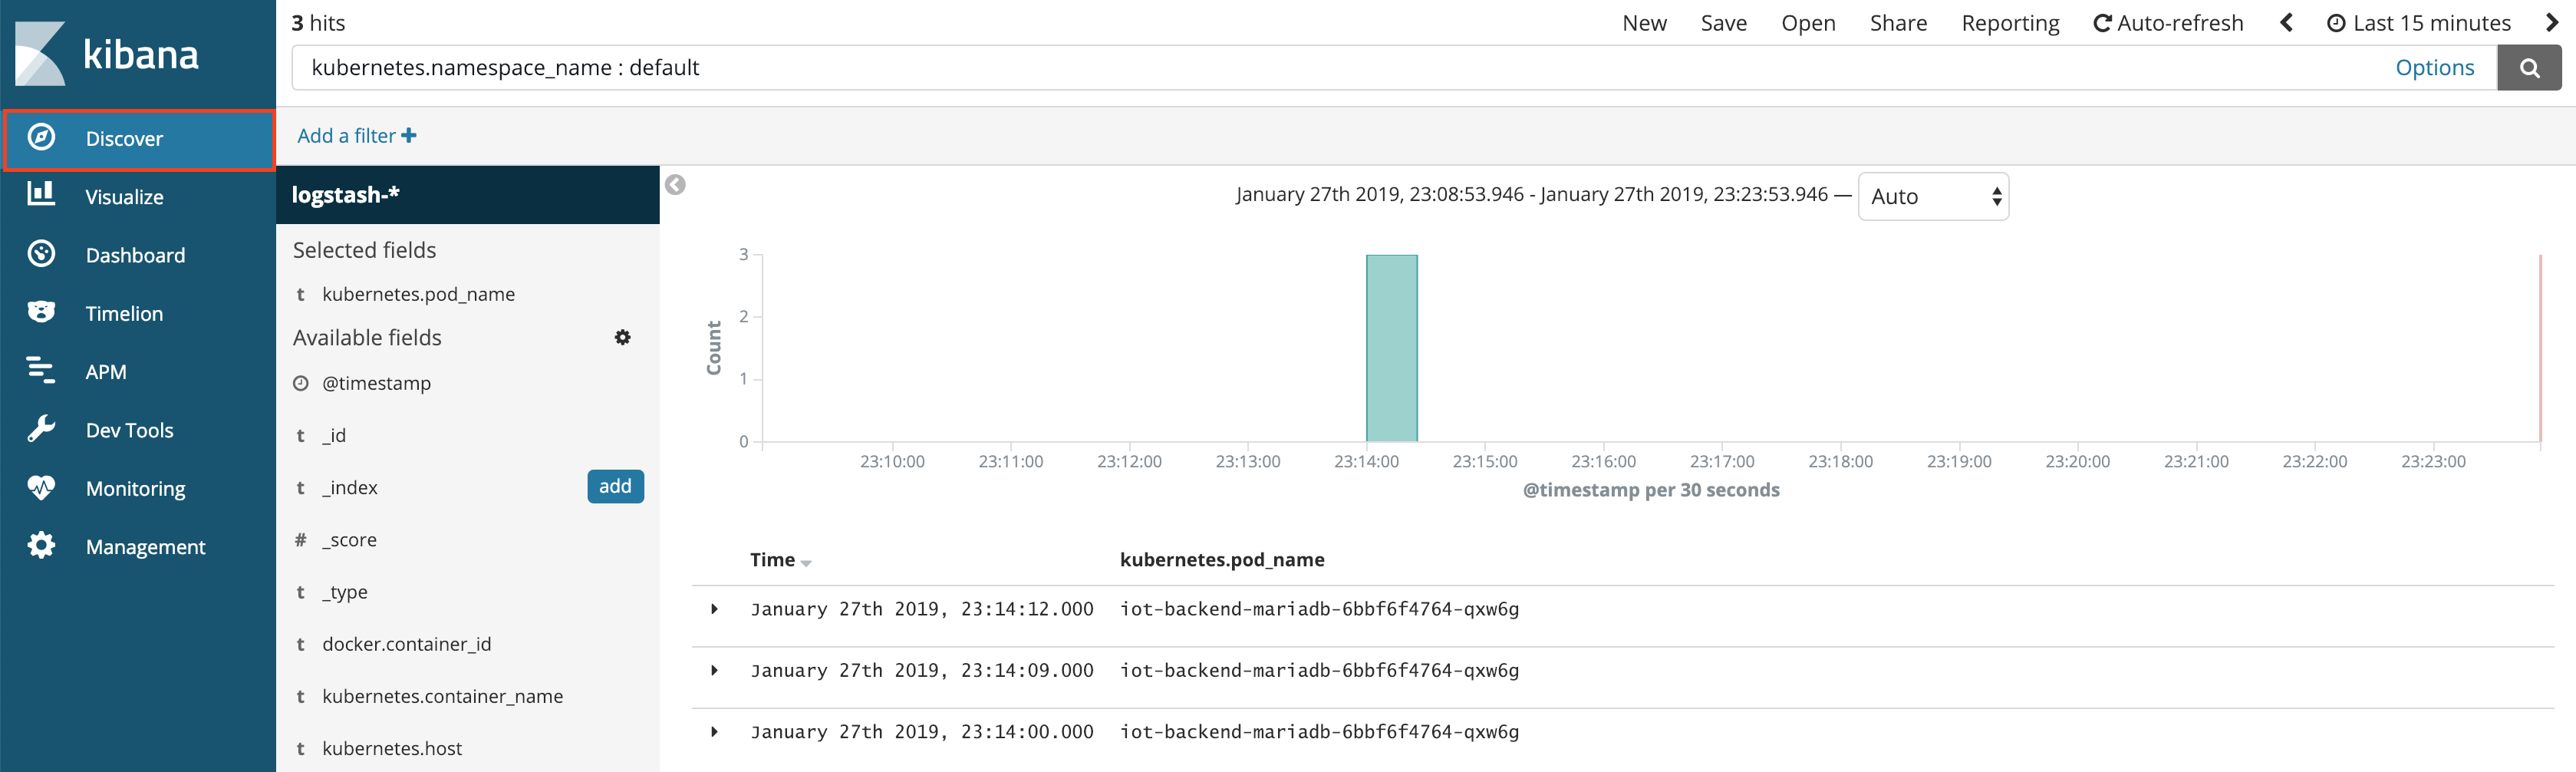 kibana
Discover
Visualize
Dashboard
Timelion
APM
Dev Tools
Monitoring
Management
3 hits
New Save Open Share Reporting Auto-refresh Last 15 minutes
kubernetes.namespace_name : default
Options
Add a filter +
logstash-*
Selected fields
t kubernetes.pod_name
Available fields
@timestamp
t _id
t _index add
# _score
t _type
t docker.container_id
t kubernetes.container_name
t kubernetes.host
January 27th 2019, 23:08:53.946 - January 27th 2019, 23:23:53.946 — Auto
Count
3
2
1
0
23:10:00 23:11:00 23:12:00 23:13:00 23:14:00 23:15:00 23:16:00 23:17:00 23:18:00 23:19:00 23:20:00 23:21:00 23:22:00 23:23:00
@timestamp per 30 seconds
Time kubernetes.pod_name
January 27th 2019, 23:14:12.000 iot-backend-mariadb-6bbf6f4764-qxw6g
January 27th 2019, 23:14:09.000 iot-backend-mariadb-6bbf6f4764-qxw6g
January 27th 2019, 23:14:00.000 iot-backend-mariadb-6bbf6f4764-qxw6g